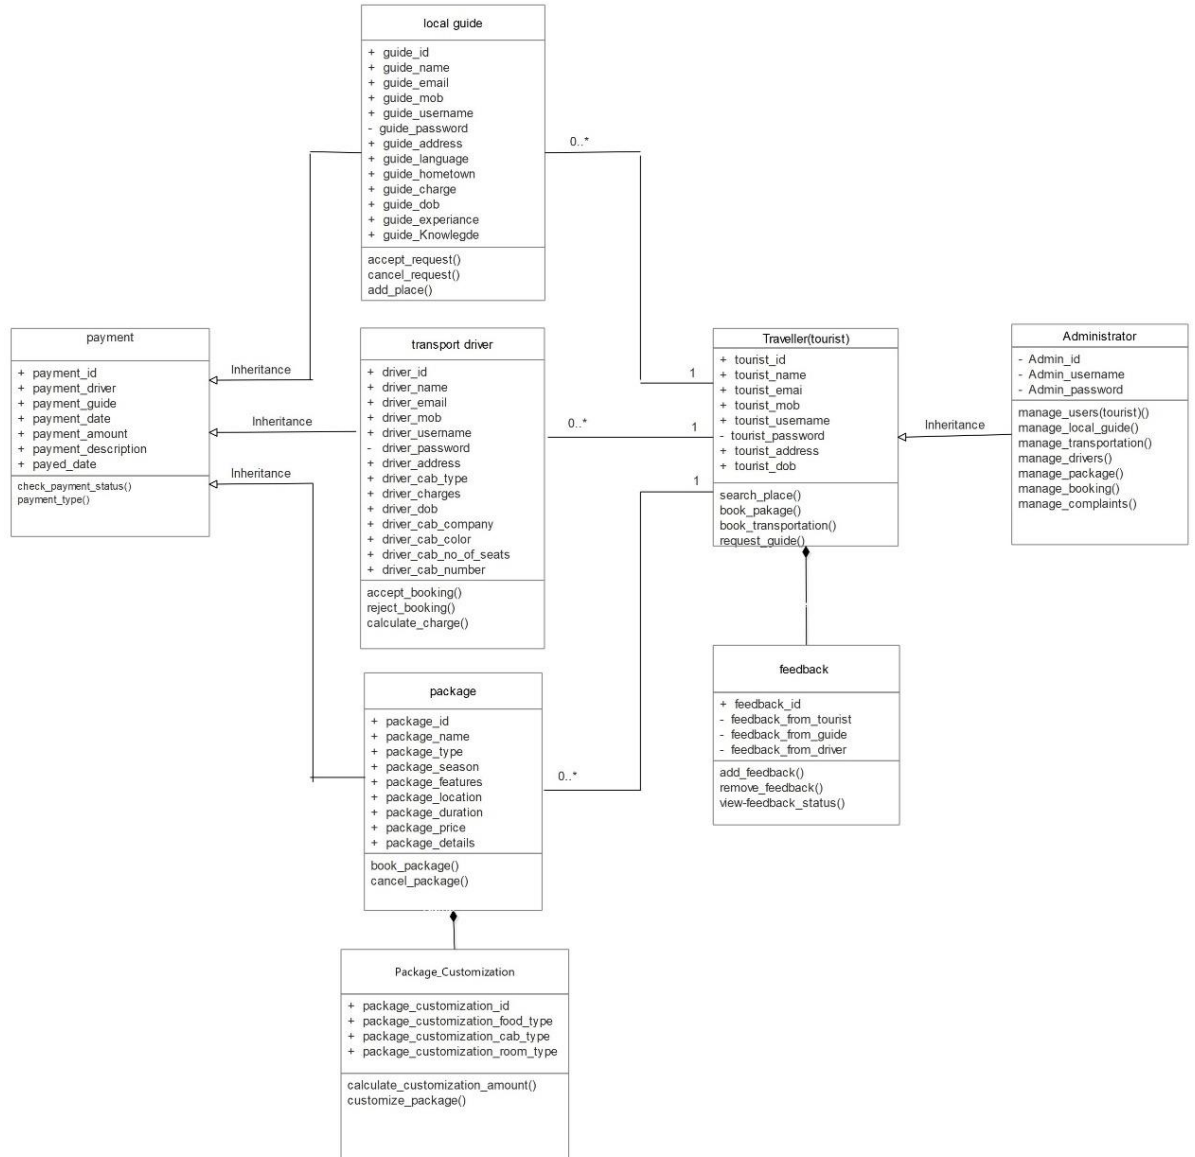 local guide
+ guide_id
+ guide_name
+ guide_email
+ guide_mob
+ guide_username
- guide_password
+ guide_address
+ guide_language
+ guide_hometown
+ guide_charge
+ guide_dob
+ guide_experiance
+ guide_Knowlegde
accept_request()
cancel_request()
add_place()
0..*
payment
+ payment_id
+ payment_driver
+ payment_guide
+ payment_date
+ payment_amount
+ payment_description
+ payed_date
check_payment_status()
payment_type()
Inheritance
Inheritance
Inheritance
transport driver
+ driver_id
+ driver_name
+ driver_email
+ driver_mob
+ driver_username
- driver_password
+ driver_address
+ driver_cab_type
+ driver_charges
+ driver_dob
+ driver_cab_company
+ driver_cab_color
+ driver_cab_no_of_seats
+ driver_cab_number
accept_booking()
reject_booking()
calculate_charge()
0..*
1
1
1
Traveller(tourist)
+ tourist_id
+ tourist_name
+ tourist_emai
+ tourist_mob
+ tourist_username
- tourist_password
+ tourist_address
+ tourist_dob
search_place()
book_pakage()
book_transportation()
request_guide()
Inheritance
Administrator
- Admin_id
- Admin_username
- Admin_password
manage_users(tourist)()
manage_local_guide()
manage_transportation()
manage_drivers()
manage_package()
manage_booking()
manage_complaints()
package
+ package_id
+ package_name
+ package_type
+ package_season
+ package_features
+ package_location
+ package_duration
+ package_price
+ package_details
book_package()
cancel_package()
0..*
feedback
+ feedback_id
- feedback_from_tourist
- feedback_from_guide
- feedback_from_driver
add_feedback()
remove_feedback()
view-feedback_status()
Package_Customization
+ package_customization_id
+ package_customization_food_type
+ package_customization_cab_type
+ package_customization_room_type
calculate_customization_amount()
customize_package()